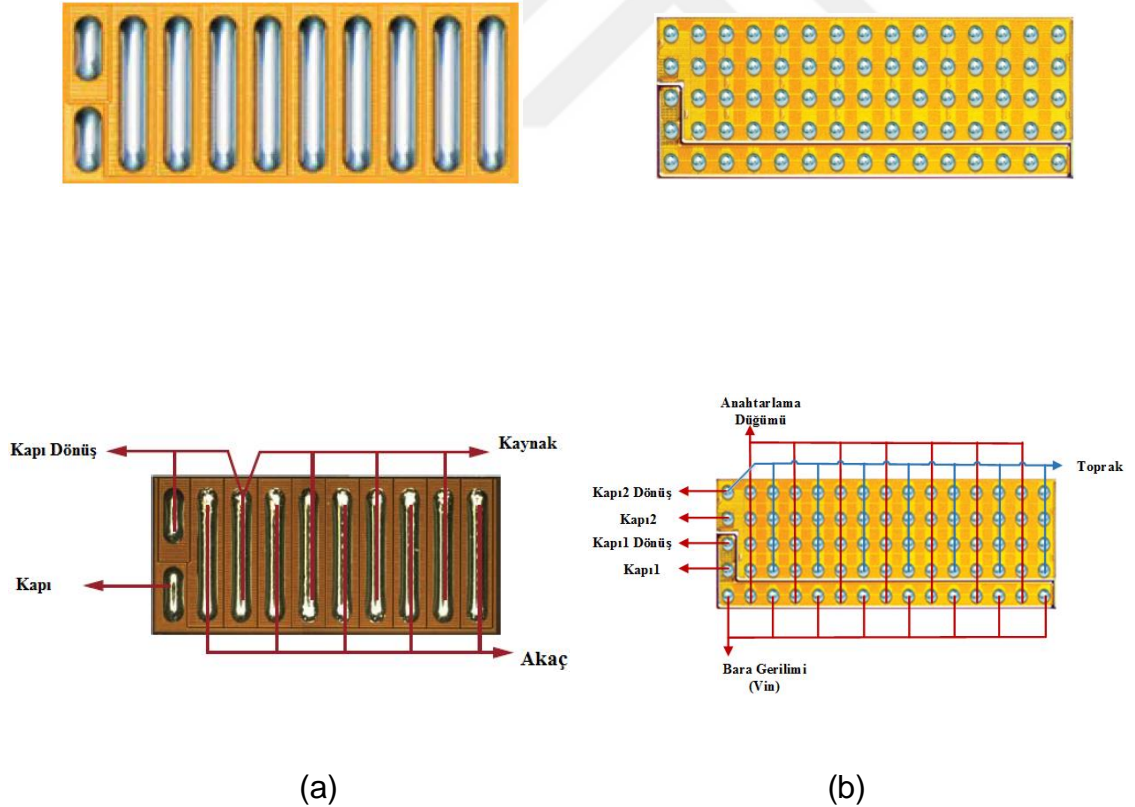 Kapı Dönüş
Kaynak
Kapı
Akaç
(a)
Anahtarlama
Düğümü
Toprak
Kapı2 Dönüş
Kapı2
Kapı1 Dönüş
Kapı1
Bara Gerilimi
(Vin)
(b)